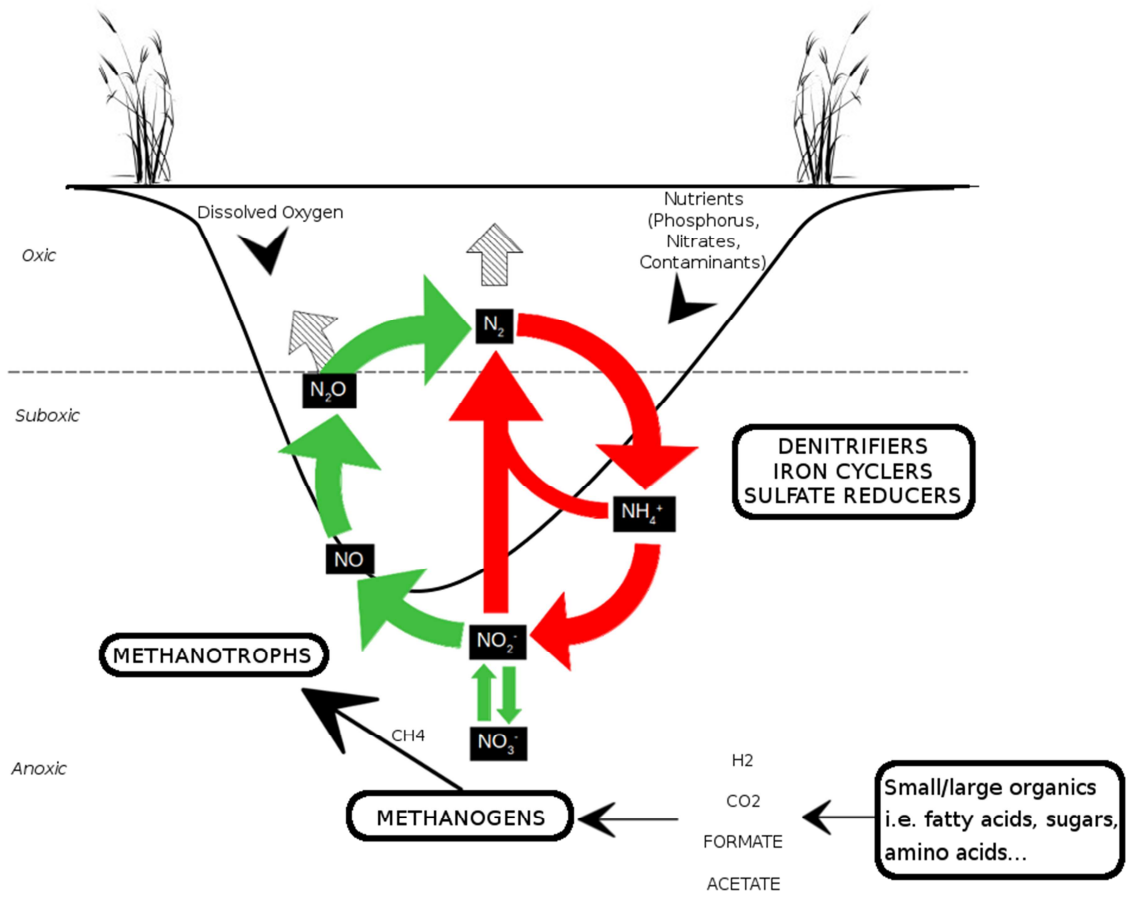 Dissolved Oxygen
Nutrients
(Phosphorus,
Nitrates,
Contaminants)
Oxic
N₂
N₂O
Suboxic
DENITRIFIERS
IRON CYCLERS
SULFATE REDUCERS
NH₄⁺
NO
NO₂⁻
METHANOTROPHS
CH4
NO₃⁻
Anoxic
H2
CO2
FORMATE
ACETATE
METHANOGENS
Small/large organics
i.e. fatty acids, sugars,
amino acids...